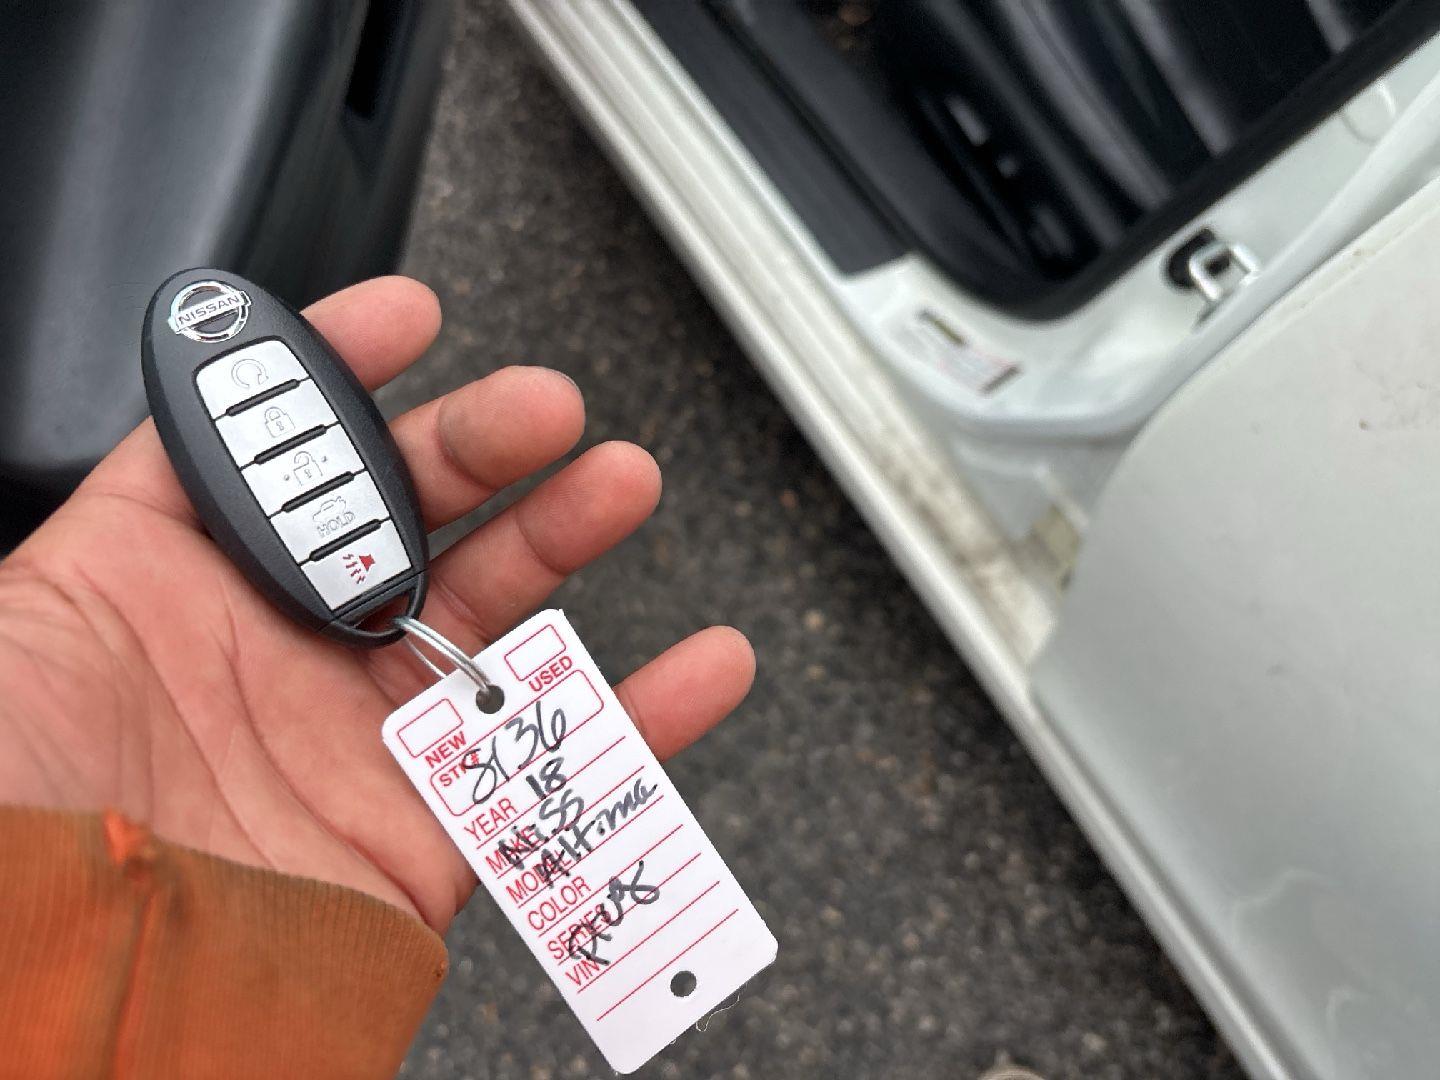 NISSAN
HOLD
NEW USED
STK# 8136
YEAR 18
MAKE NiSS
MODEL Altima
COLOR
SERIES
VIN